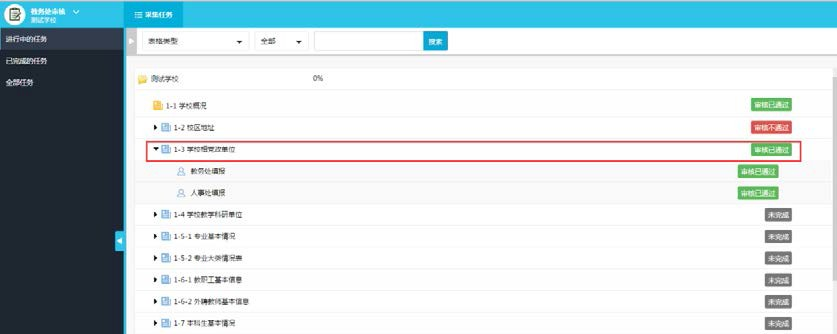 教务处审核
测试学校
采集任务
进行中的任务
已完成的任务
全部任务
表格类型
全部
搜索
测试学校 0%
1-1 学校概况 审核已通过
1-2 校区地址 审核不通过
1-3 学校相党政单位 审核已通过
教务处填报 审核已通过
人事处填报 审核已通过
1-4 学校教学科研单位 未完成
1-5-1 专业基本情况 未完成
1-5-2 专业大类情况表 未完成
1-6-1 教职工基本信息 未完成
1-6-2 外聘教师基本信息 未完成
1-7 本科生基本情况 未完成